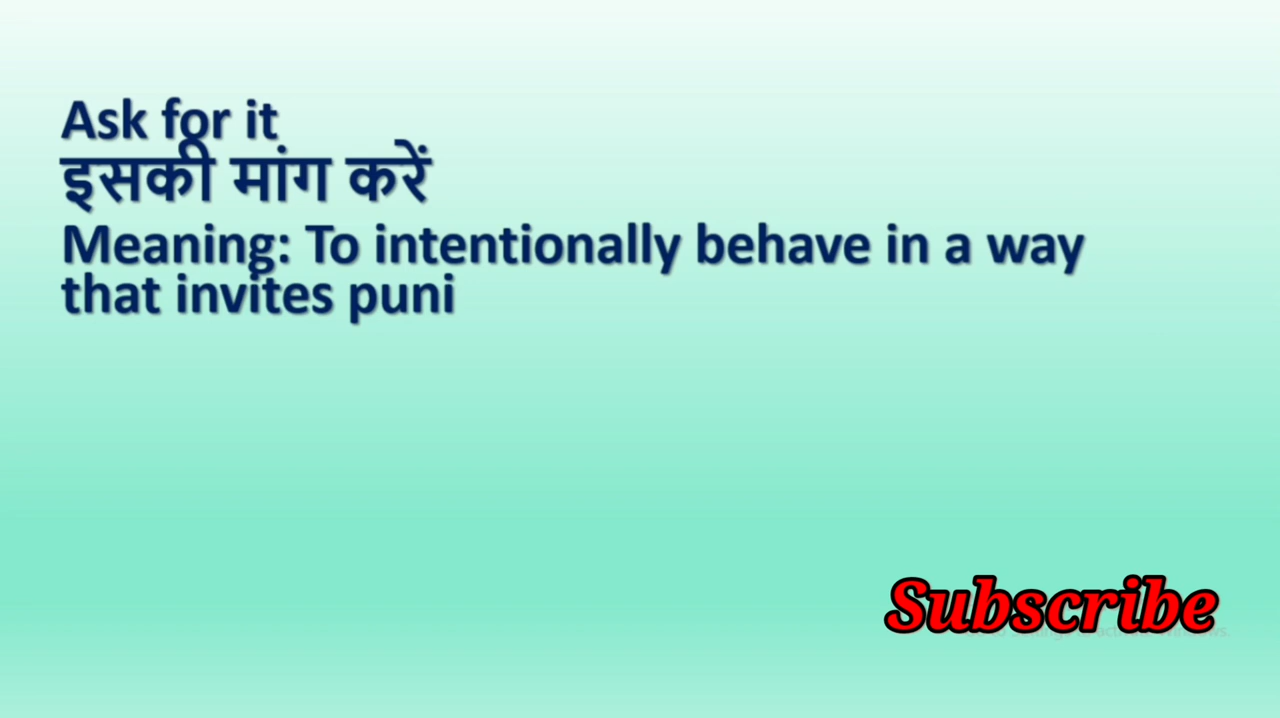 Ask for it
इसकी मांग करें
Meaning: To intentionally behave in a way
that invites puni
Subscribe